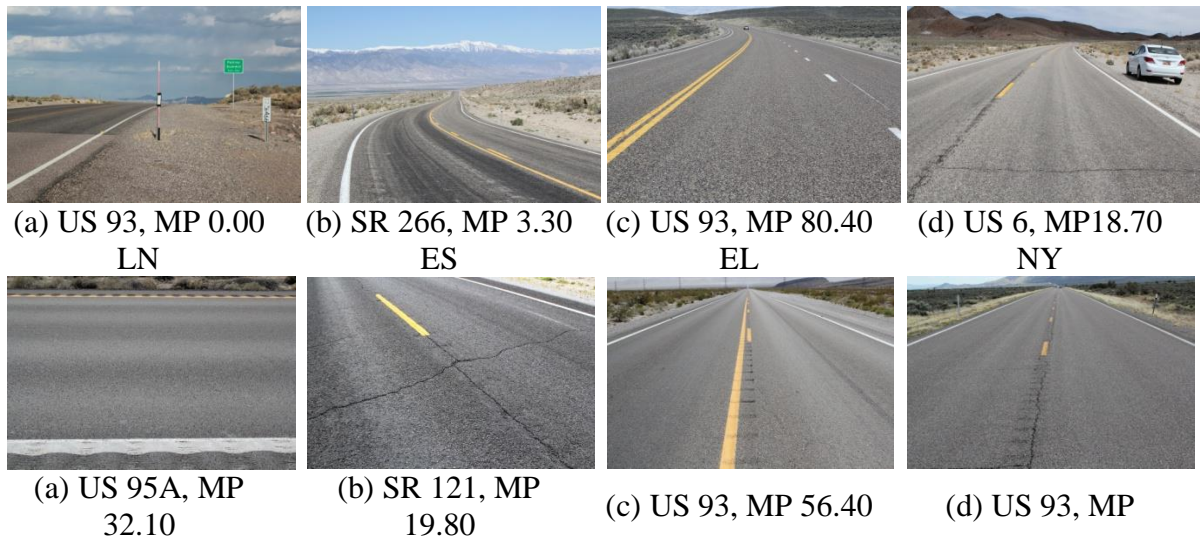 (a) US 93, MP 0.00
LN
(b) SR 266, MP 3.30
ES
(c) US 93, MP 80.40
EL
(d) US 6, MP18.70
NY
(a) US 95A, MP
32.10
(b) SR 121, MP
19.80
(c) US 93, MP 56.40
(d) US 93, MP